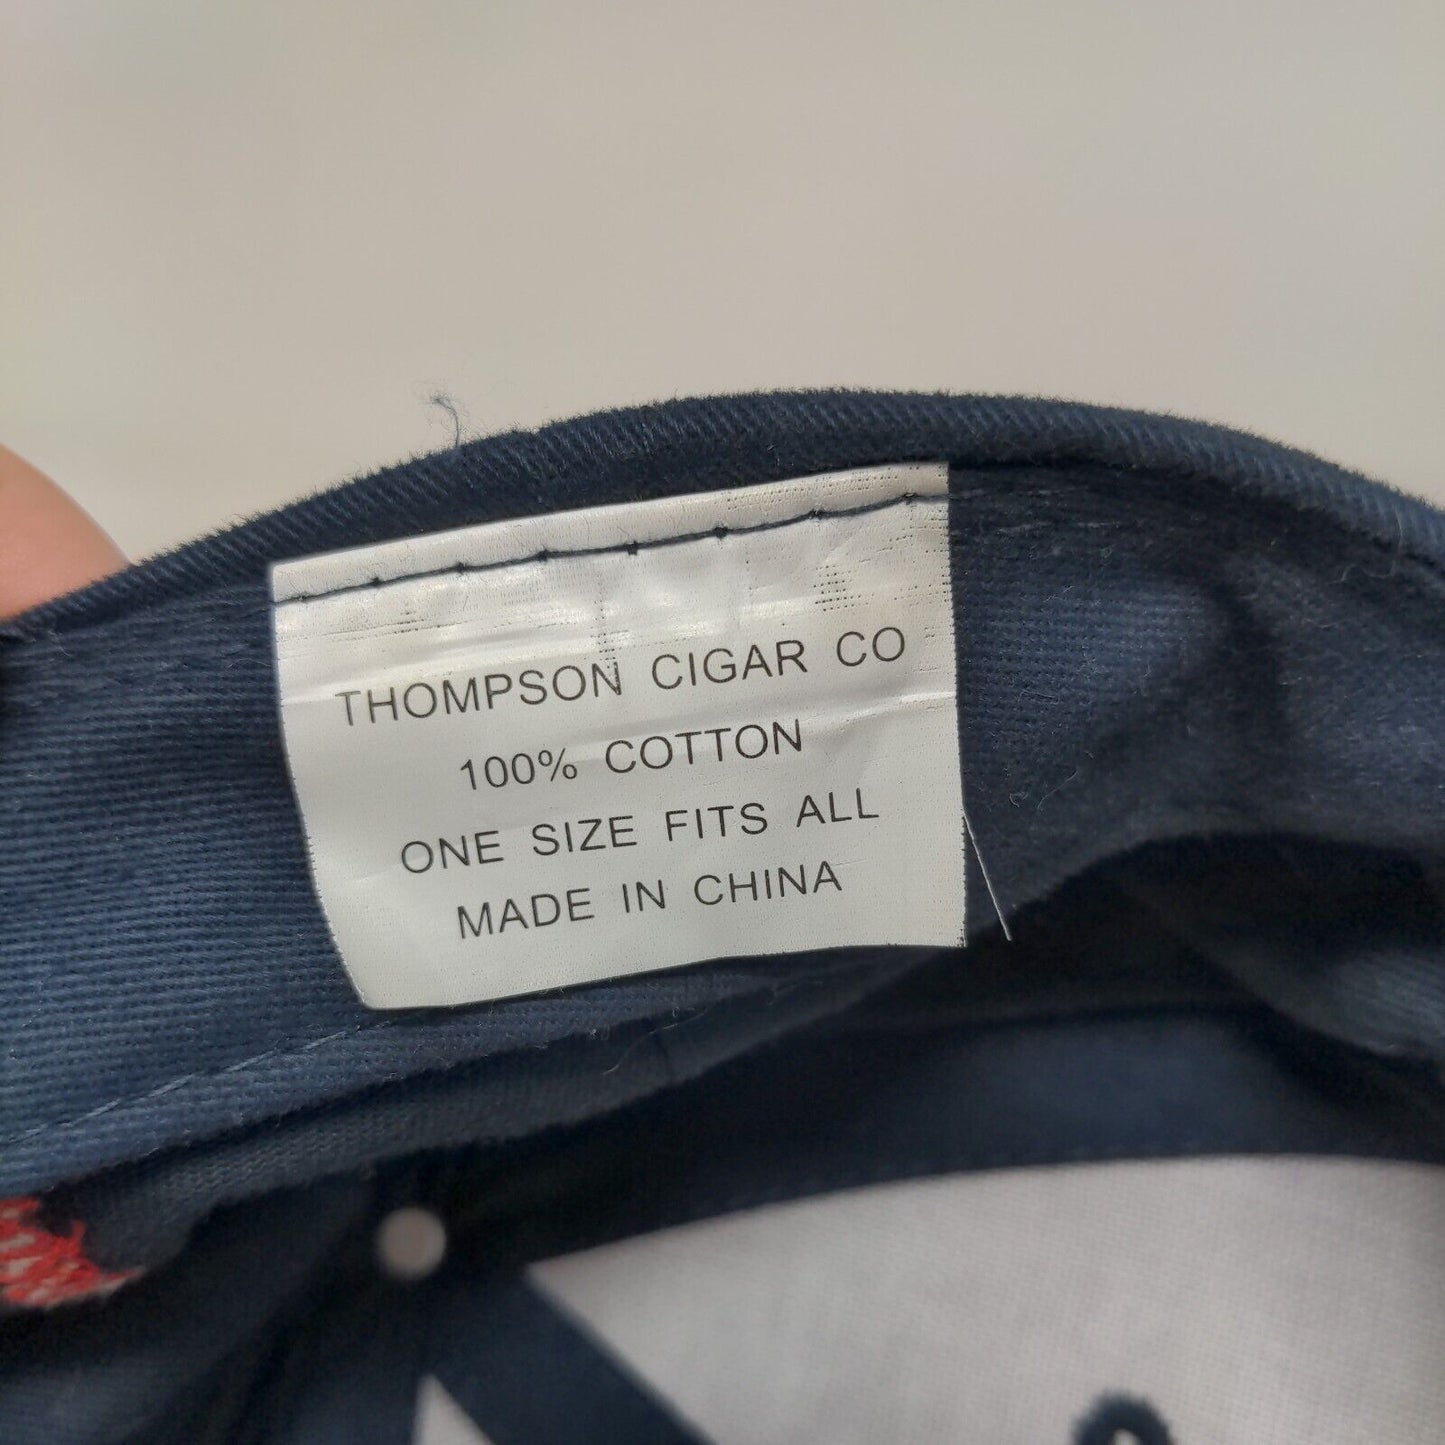 THOMPSON CIGAR CO
100% COTTON
ONE SIZE FITS ALL
MADE IN CHINA